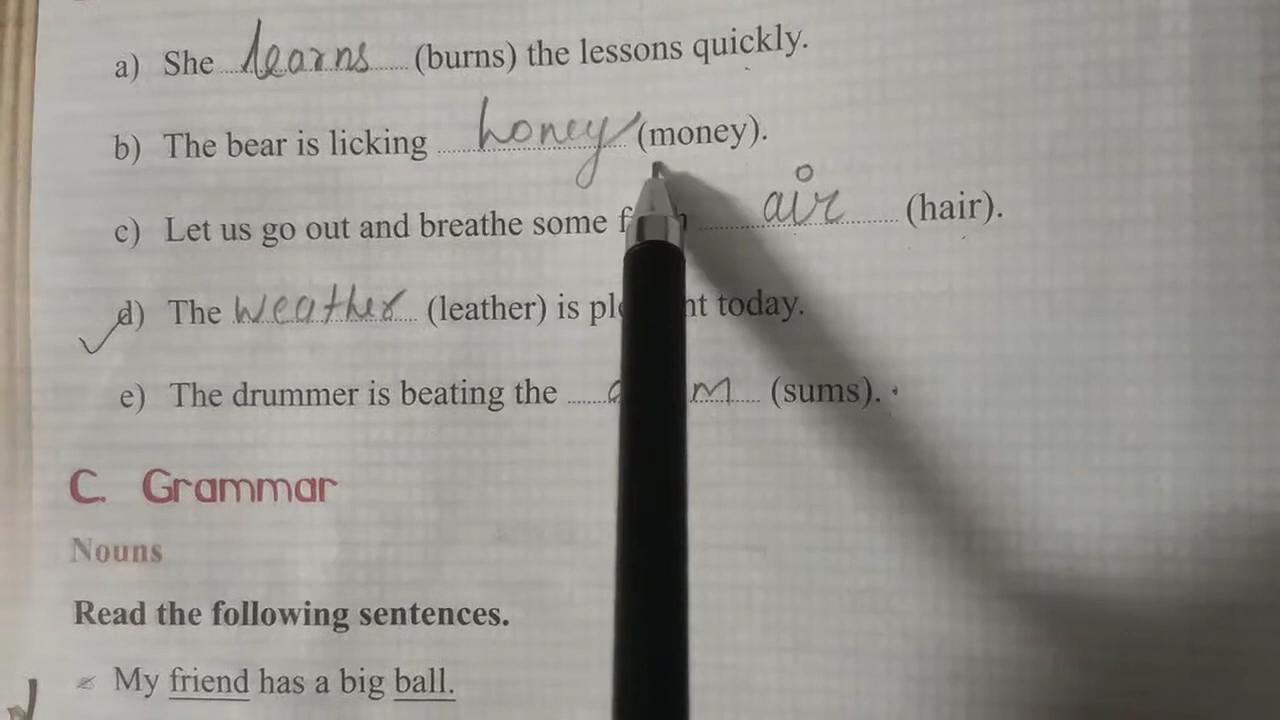 a) She learns (burns) the lessons quickly.
b) The bear is licking honey (money).
c) Let us go out and breathe some air (hair).
d) The weather (leather) is today.
e) The drummer is beating the (sums).
C. Grammar
Nouns
Read the following sentences.
My friend has a big ball.